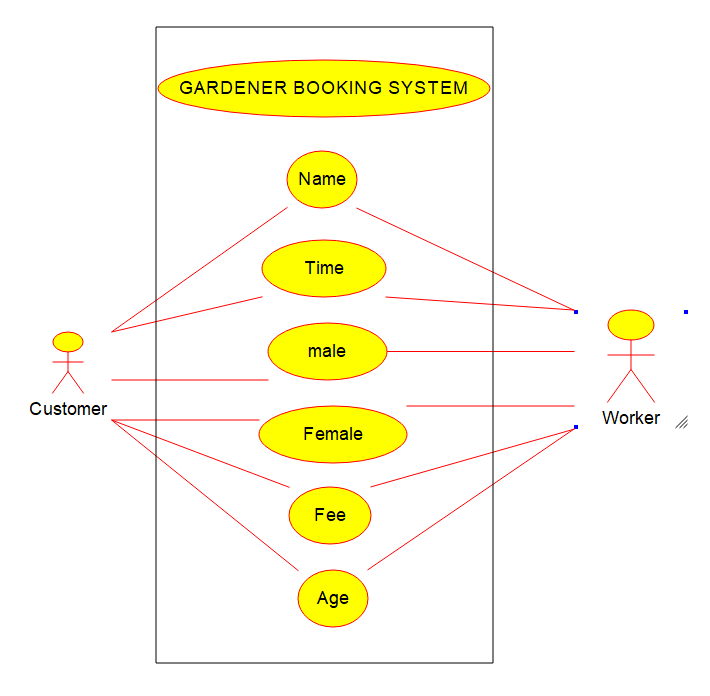 GARDENER BOOKING SYSTEM
Name
Time
male
Customer
Worker
Female
Fee
Age